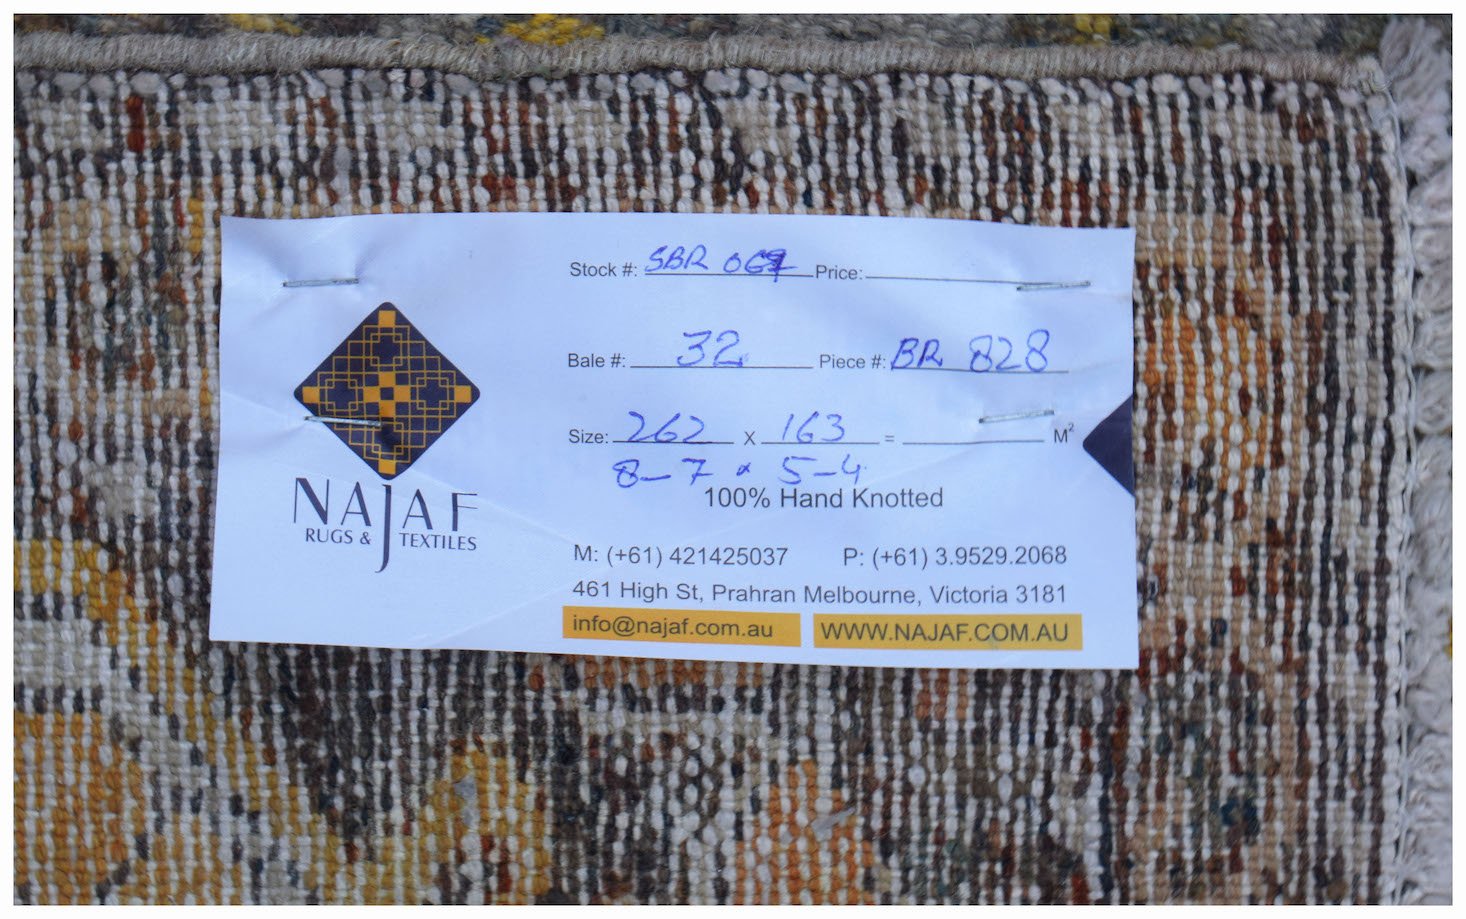 Stock #: SBR Price:
Bale #: 32 Piece #: BR 828
Size: 262 X 163 = M²
8-7 x 5-4
100% Hand Knotted
NAJAF
RUGS & TEXTILES
M: (+61) 421425037 P: (+61) 3.9529.2068
461 High St, Prahran Melbourne, Victoria 3181
info@najaf.com.au WWW.NAJAF.COM.AU